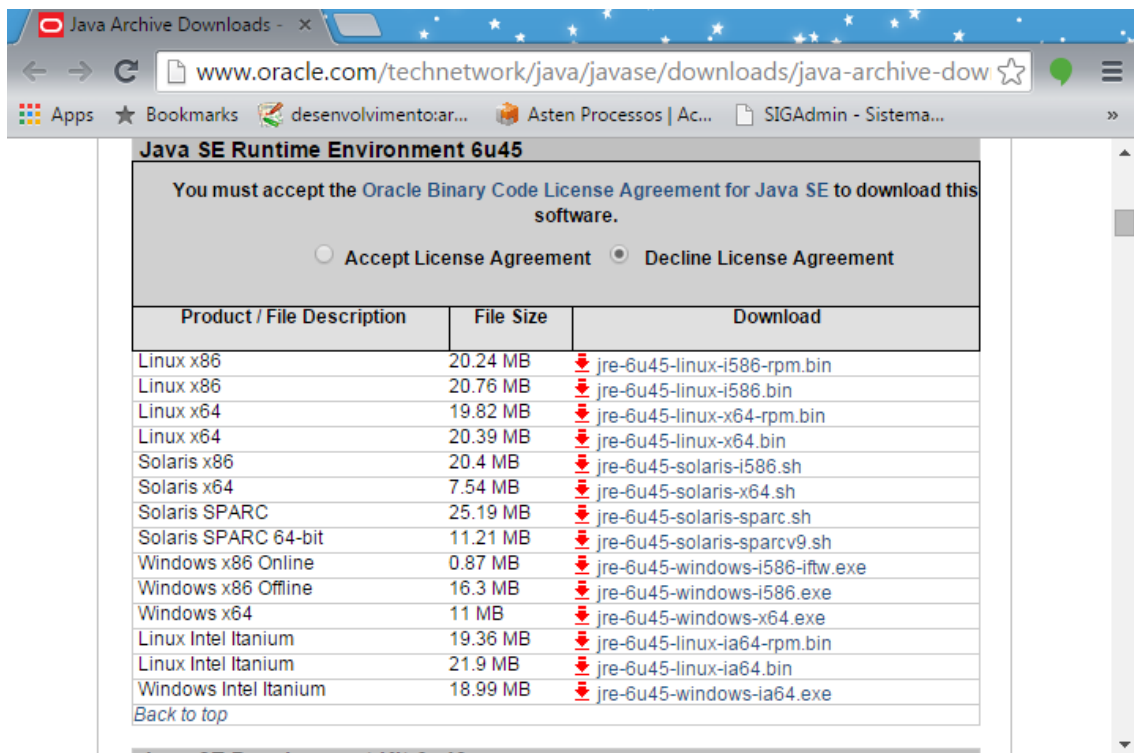 Java Archive Downloads -
www.oracle.com/technetwork/java/javase/downloads/java-archive-dow
Apps Bookmarks desenvolvimento:ar... Asten Processos | Ac... SIGAdmin - Sistema... »
Java SE Runtime Environment 6u45
You must accept the Oracle Binary Code License Agreement for Java SE to download this
software.
Accept License Agreement Decline License Agreement
Product / File Description File Size Download
Linux x86 20.24 MB jre-6u45-linux-i586-rpm.bin
Linux x86 20.76 MB jre-6u45-linux-i586.bin
Linux x64 19.82 MB jre-6u45-linux-x64-rpm.bin
Linux x64 20.39 MB jre-6u45-linux-x64.bin
Solaris x86 20.4 MB jre-6u45-solaris-i586.sh
Solaris x64 7.54 MB jre-6u45-solaris-x64.sh
Solaris SPARC 25.19 MB jre-6u45-solaris-sparc.sh
Solaris SPARC 64-bit 11.21 MB jre-6u45-solaris-sparcv9.sh
Windows x86 Online 0.87 MB jre-6u45-windows-i586-iftw.exe
Windows x86 Offline 16.3 MB jre-6u45-windows-i586.exe
Windows x64 11 MB jre-6u45-windows-x64.exe
Linux Intel Itanium 19.36 MB jre-6u45-linux-ia64-rpm.bin
Linux Intel Itanium 21.9 MB jre-6u45-linux-ia64.bin
Windows Intel Itanium 18.99 MB jre-6u45-windows-ia64.exe
Back to top